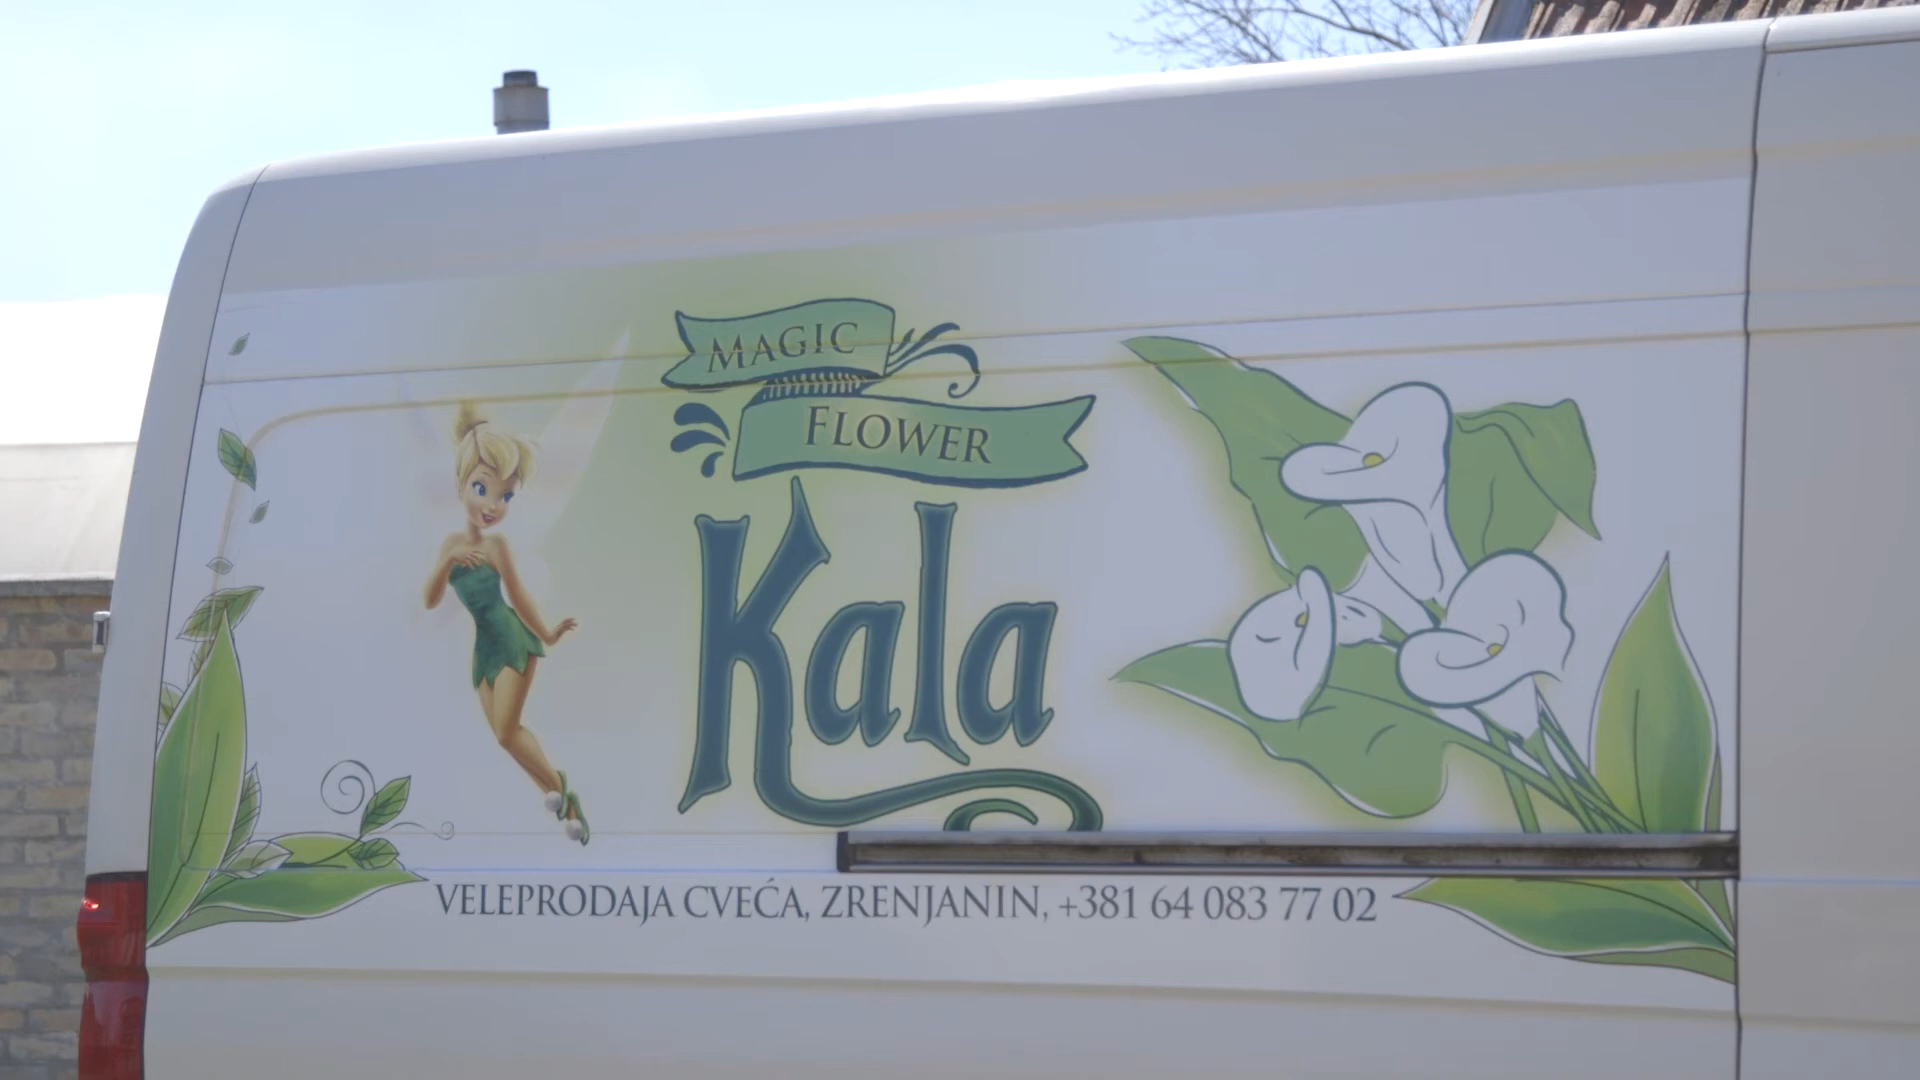 MAGIC
FLOWER
Kala
VELEPRODAJA CVEĆA, ZRENJANIN, +381 64 083 77 02